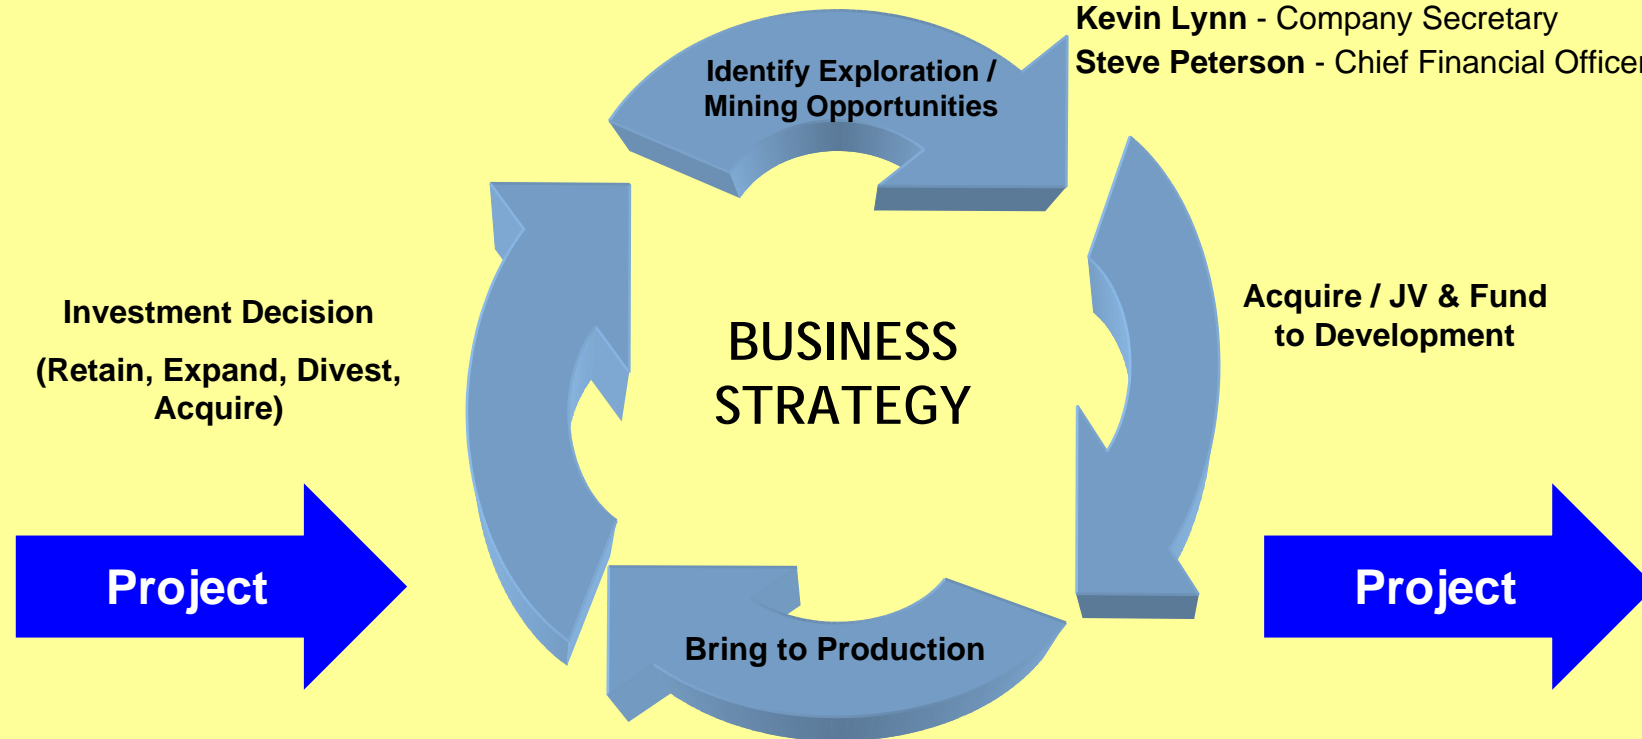 Kevin Lynn - Company Secretary
Steve Peterson - Chief Financial Officer
Identify Exploration /
Mining Opportunities
Investment Decision
(Retain, Expand, Divest,
Acquire)
BUSINESS
STRATEGY
Acquire / JV & Fund
to Development
Project
Project
Bring to Production